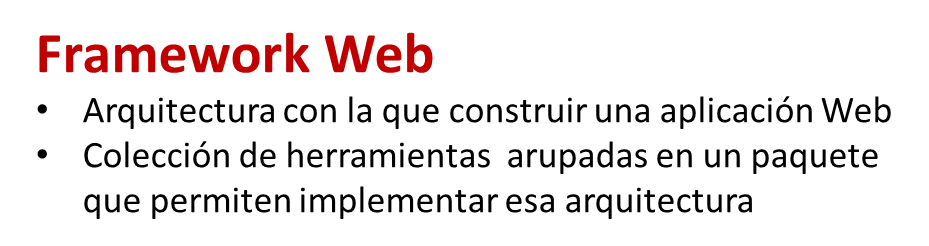 Framework Web
• Arquitectura con la que construir una aplicación Web
• Colección de herramientas  arupadas en un paquete
que permiten implementar esa arquitectura